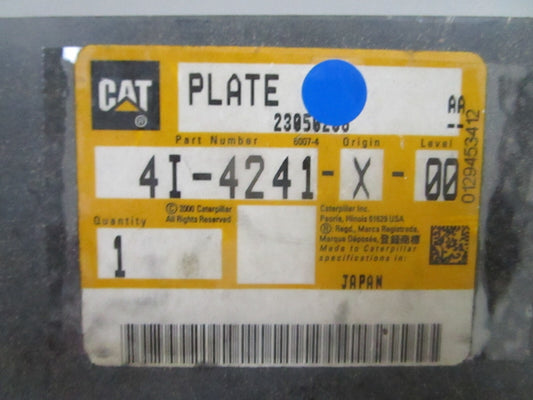 CAT®
PLATE
AA
--
Part Number 6007-4 Origin Level
4I-4241-X-00
0129453412
Quantity
1
© 2000 Caterpillar
All Rights Reserved
Caterpillar Inc.
Peoria, Illinois 61629 USA
® Regd., Marca Registrada,
Marque Déposée, 登録商標
Made to Caterpillar
specifications in:
JAPAN